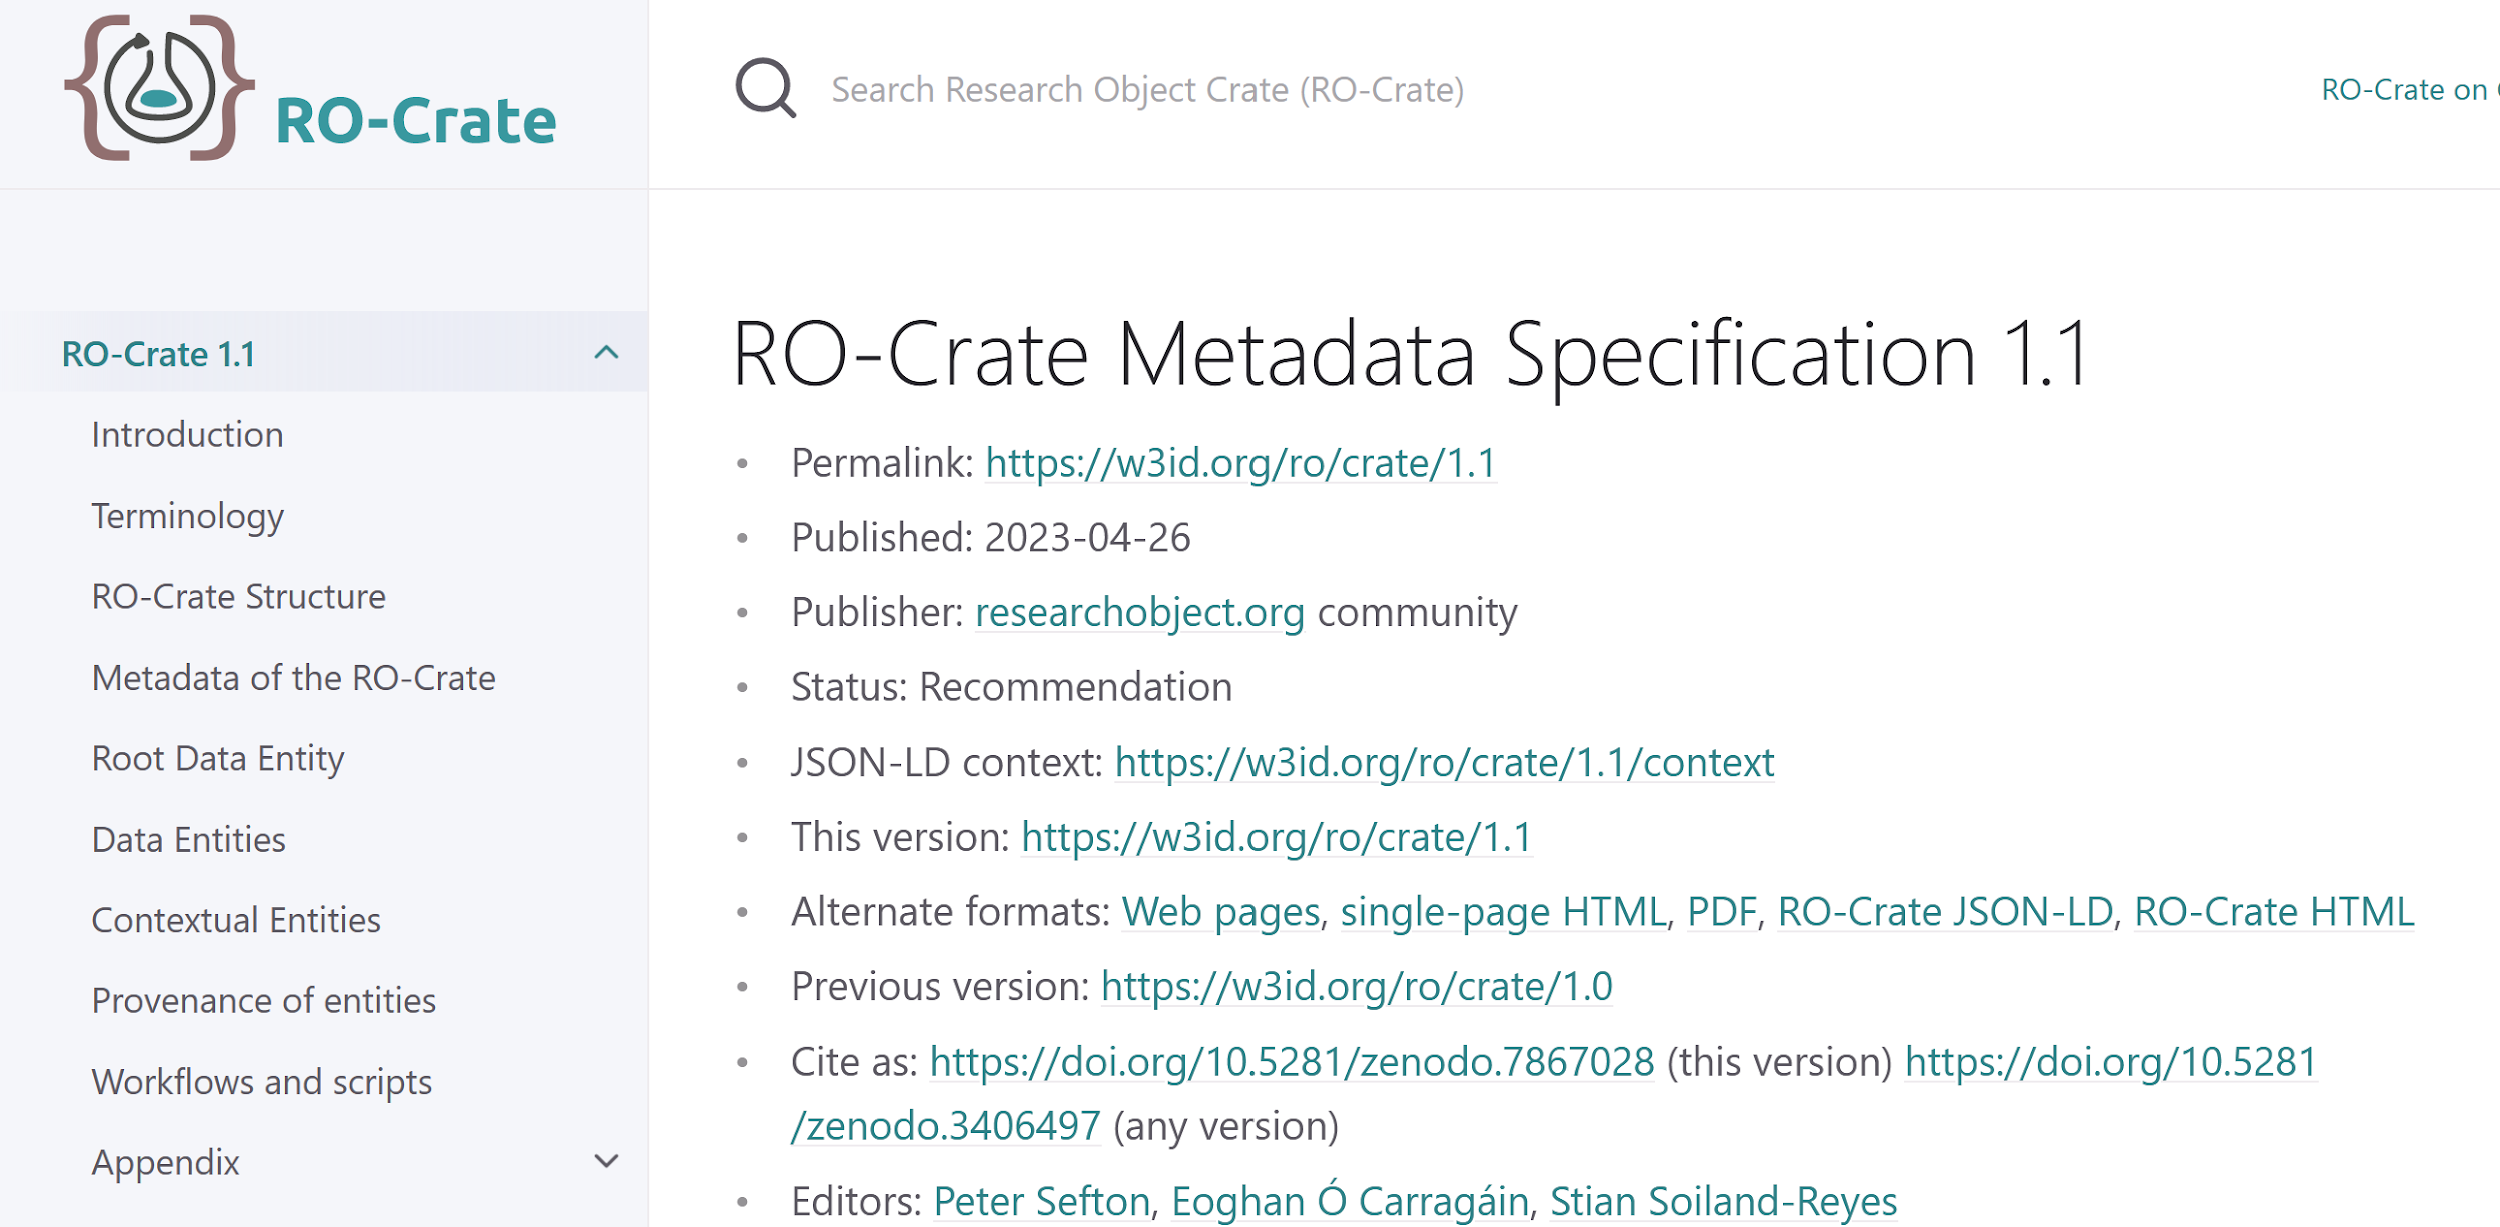 RO-Crate
Search Research Object Crate (RO-Crate)
RO-Crate on
RO-Crate 1.1
Introduction
Terminology
RO-Crate Structure
Metadata of the RO-Crate
Root Data Entity
Data Entities
Contextual Entities
Provenance of entities
Workflows and scripts
Appendix
RO-Crate Metadata Specification 1.1
Permalink: https://w3id.org/ro/crate/1.1
Published: 2023-04-26
Publisher: researchobject.org community
Status: Recommendation
JSON-LD context: https://w3id.org/ro/crate/1.1/context
This version: https://w3id.org/ro/crate/1.1
Alternate formats: Web pages, single-page HTML, PDF, RO-Crate JSON-LD, RO-Crate HTML
Previous version: https://w3id.org/ro/crate/1.0
Cite as: https://doi.org/10.5281/zenodo.7867028 (this version) https://doi.org/10.5281
/zenodo.3406497 (any version)
Editors: Peter Sefton, Eoghan Ó Carragáin, Stian Soiland-Reyes